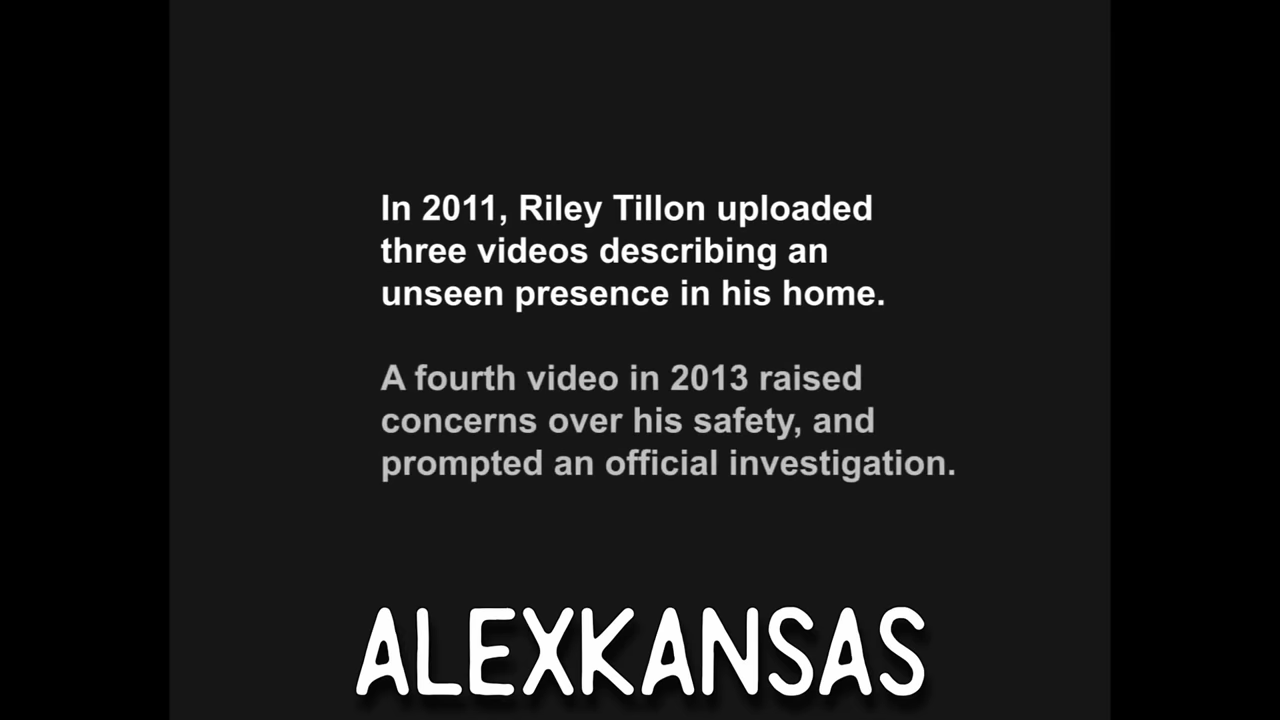 In 2011, Riley Tillon uploaded
three videos describing an
unseen presence in his home.
A fourth video in 2013 raised
concerns over his safety, and
prompted an official investigation.
ALEXKANSAS